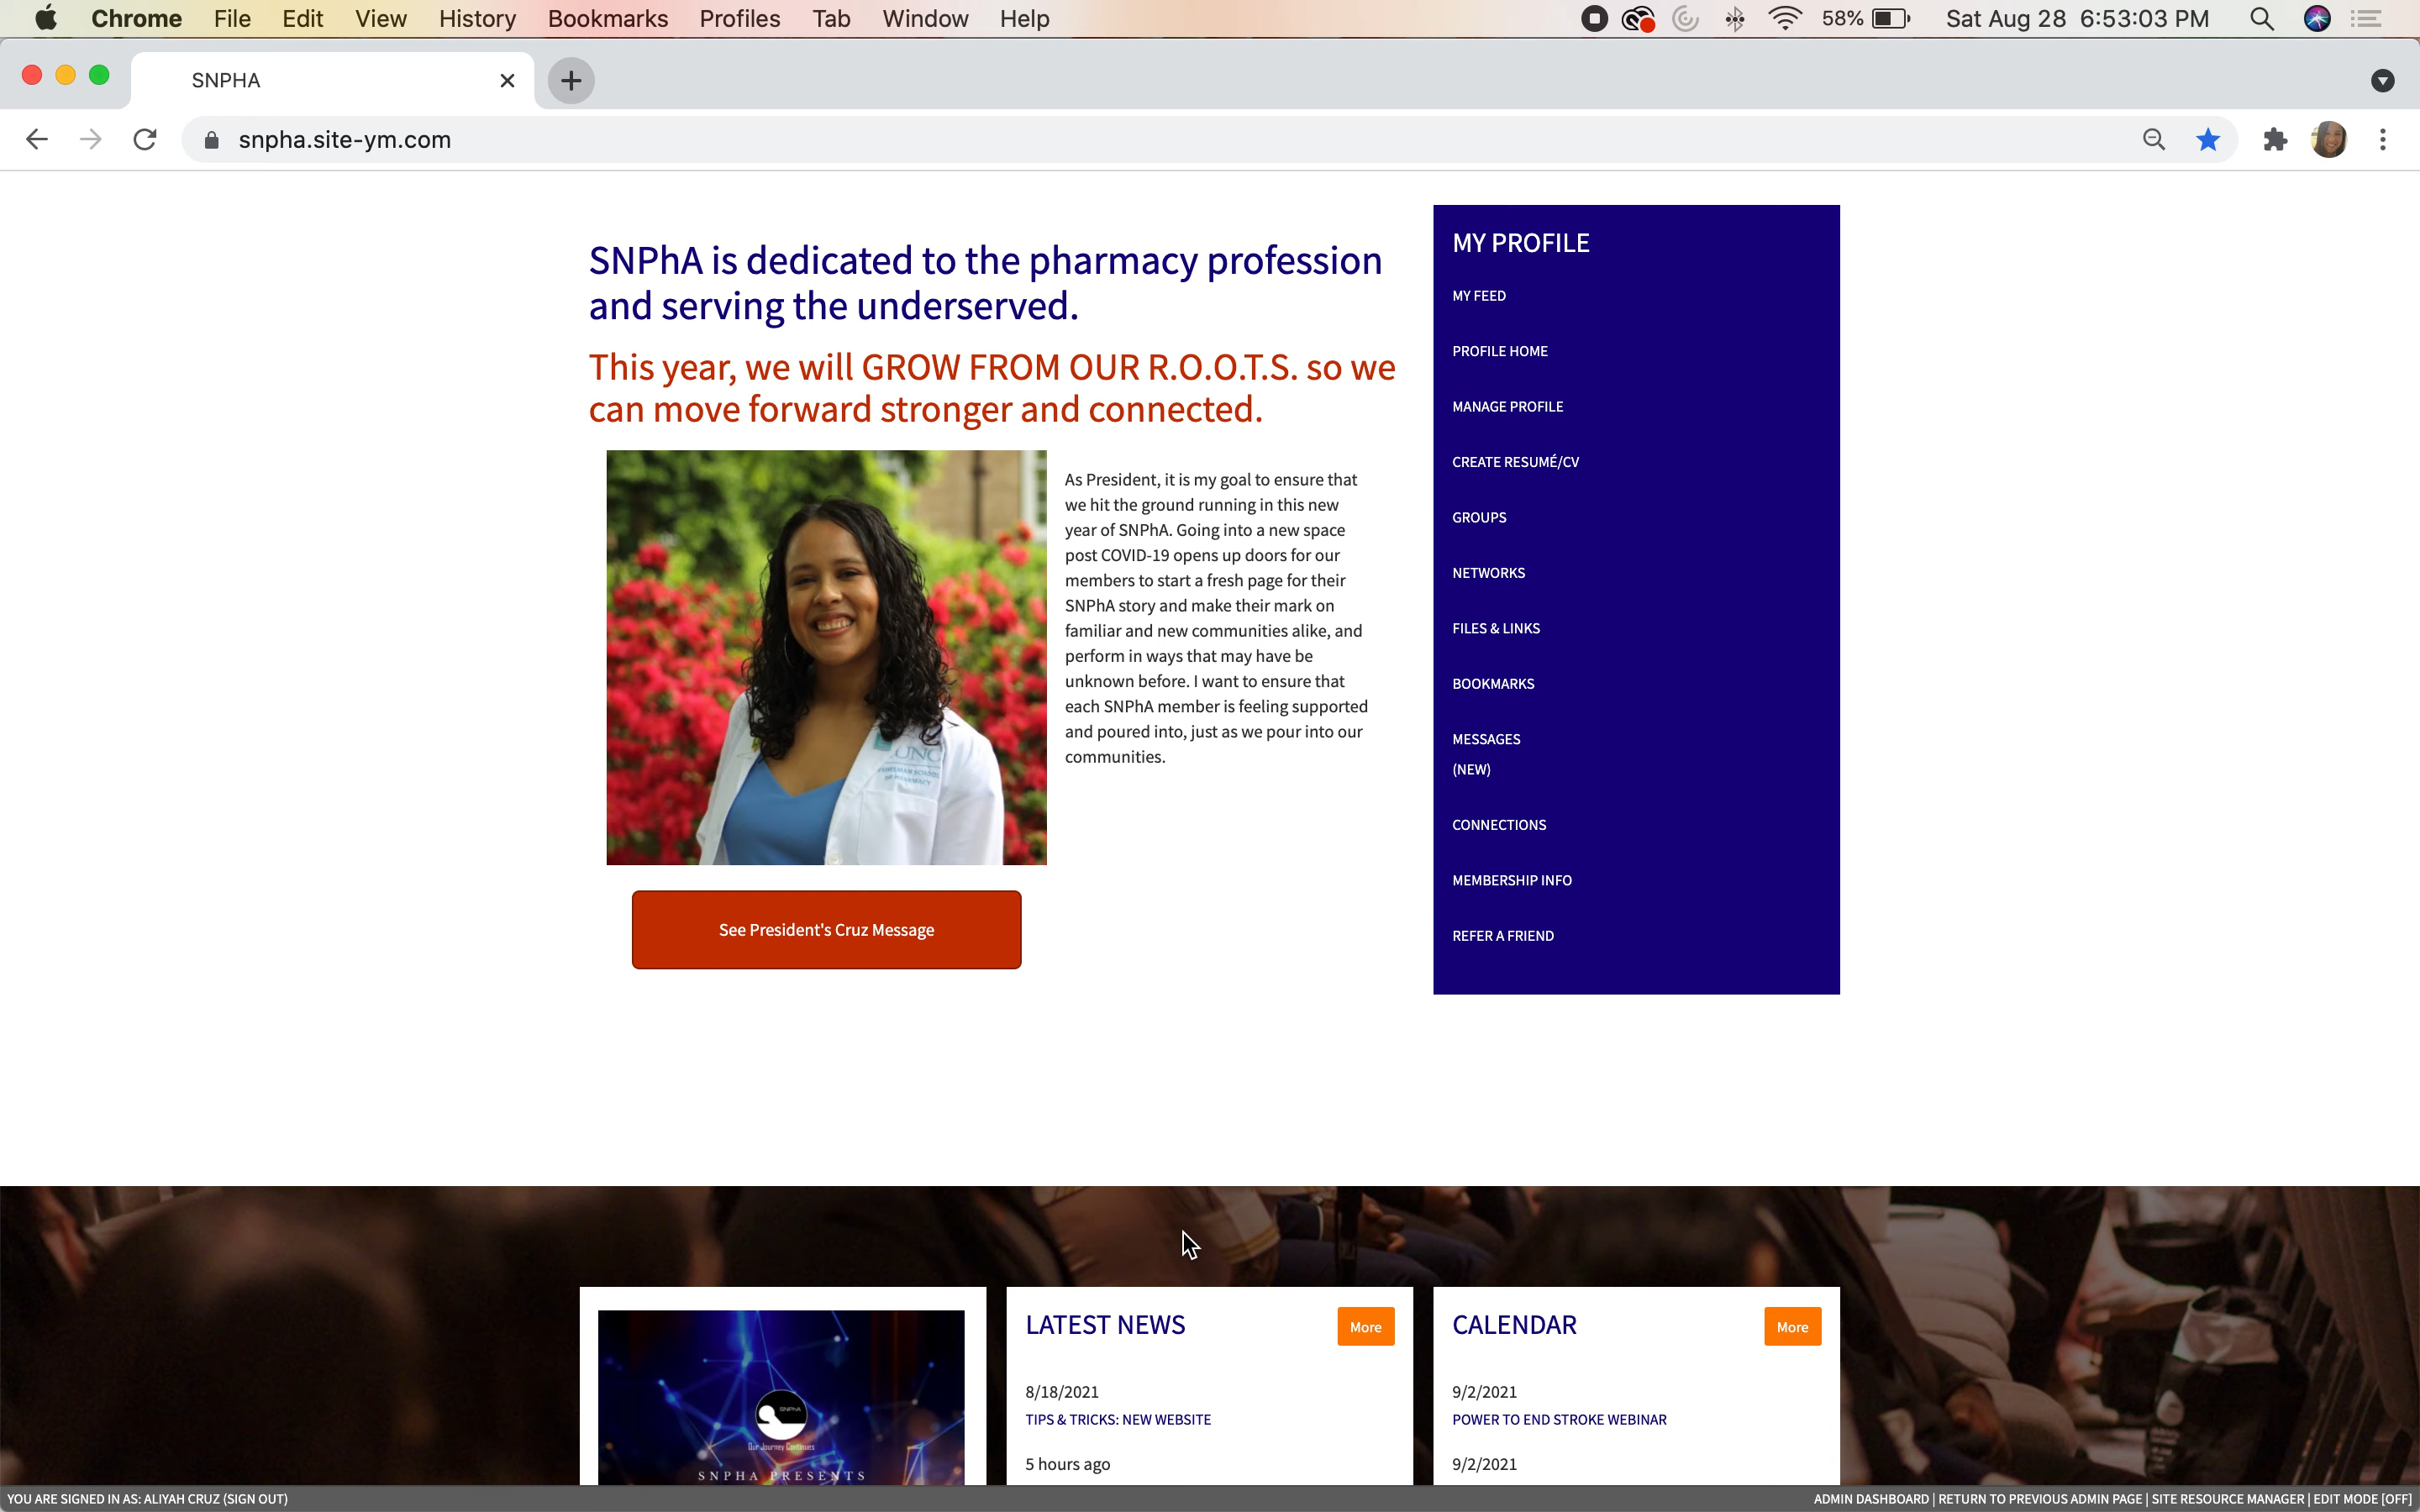 Chrome File Edit View History Bookmarks Profiles Tab Window Help
58% Sat Aug 28 6:53:03 PM
SNPHA
snpha.site-ym.com
SNPhA is dedicated to the pharmacy profession
and serving the underserved.
This year, we will GROW FROM OUR R.O.O.T.S. so we
can move forward stronger and connected.
UNC
OF PHARMACY
As President, it is my goal to ensure that
we hit the ground running in this new
year of SNPhA. Going into a new space
post COVID-19 opens up doors for our
members to start a fresh page for their
SNPhA story and make their mark on
familiar and new communities alike, and
perform in ways that may have be
unknown before. I want to ensure that
each SNPhA member is feeling supported
and poured into, just as we pour into our
communities.
See President's Cruz Message
MY PROFILE
MY FEED
PROFILE HOME
MANAGE PROFILE
CREATE RESUMÉ/CV
GROUPS
NETWORKS
FILES & LINKS
BOOKMARKS
MESSAGES
(NEW)
CONNECTIONS
MEMBERSHIP INFO
REFER A FRIEND
SNPhA
Our Journey Continues
SNPHA PRESENTS
LATEST NEWS
More
8/18/2021
TIPS & TRICKS: NEW WEBSITE
5 hours ago
CALENDAR
More
9/2/2021
POWER TO END STROKE WEBINAR
9/2/2021
YOU ARE SIGNED IN AS: ALIYAH CRUZ (SIGN OUT)
ADMIN DASHBOARD | RETURN TO PREVIOUS ADMIN PAGE | SITE RESOURCE MANAGER | EDIT MODE [OFF]